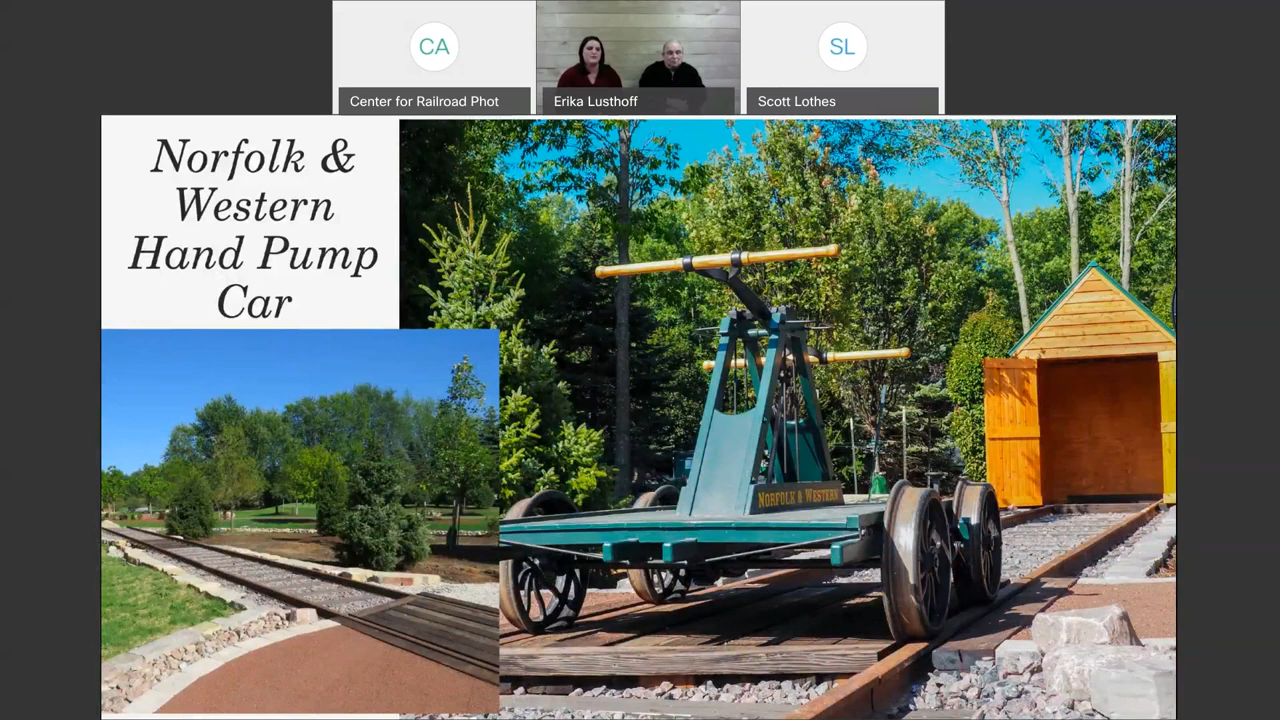 CA
SL
Center for Railroad Phot
Erika Lusthoff
Scott Lothes
Norfolk &
Western
Hand Pump
Car
NORFOLK & WESTERN